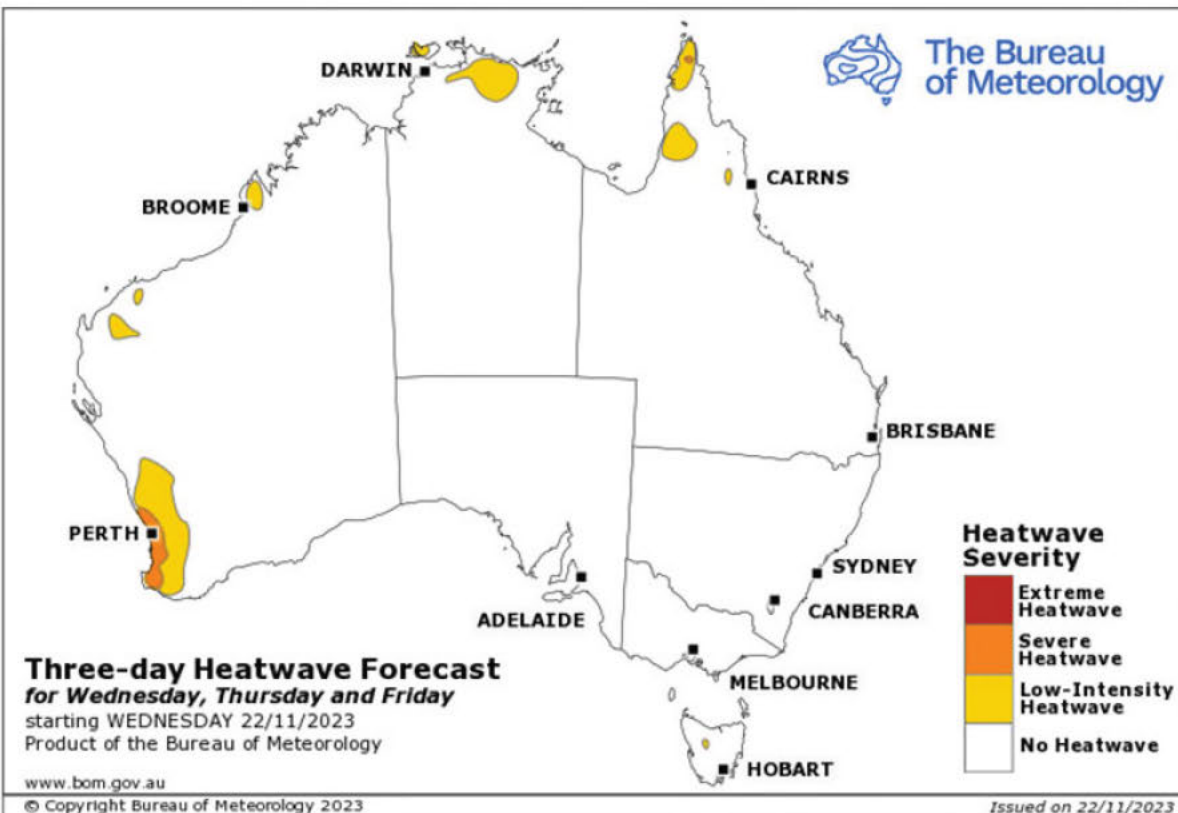 The Bureau
of Meteorology
DARWIN
CAIRNS
BROOME
BRISBANE
PERTH
SYDNEY
ADELAIDE
CANBERRA
MELBOURNE
HOBART
Heatwave
Severity
Extreme
Heatwave
Severe
Heatwave
Low-Intensity
Heatwave
No Heatwave
Three-day Heatwave Forecast
for Wednesday, Thursday and Friday
starting WEDNESDAY 22/11/2023
Product of the Bureau of Meteorology
www.bom.gov.au
© Copyright Bureau of Meteorology 2023
Issued on 22/11/2023